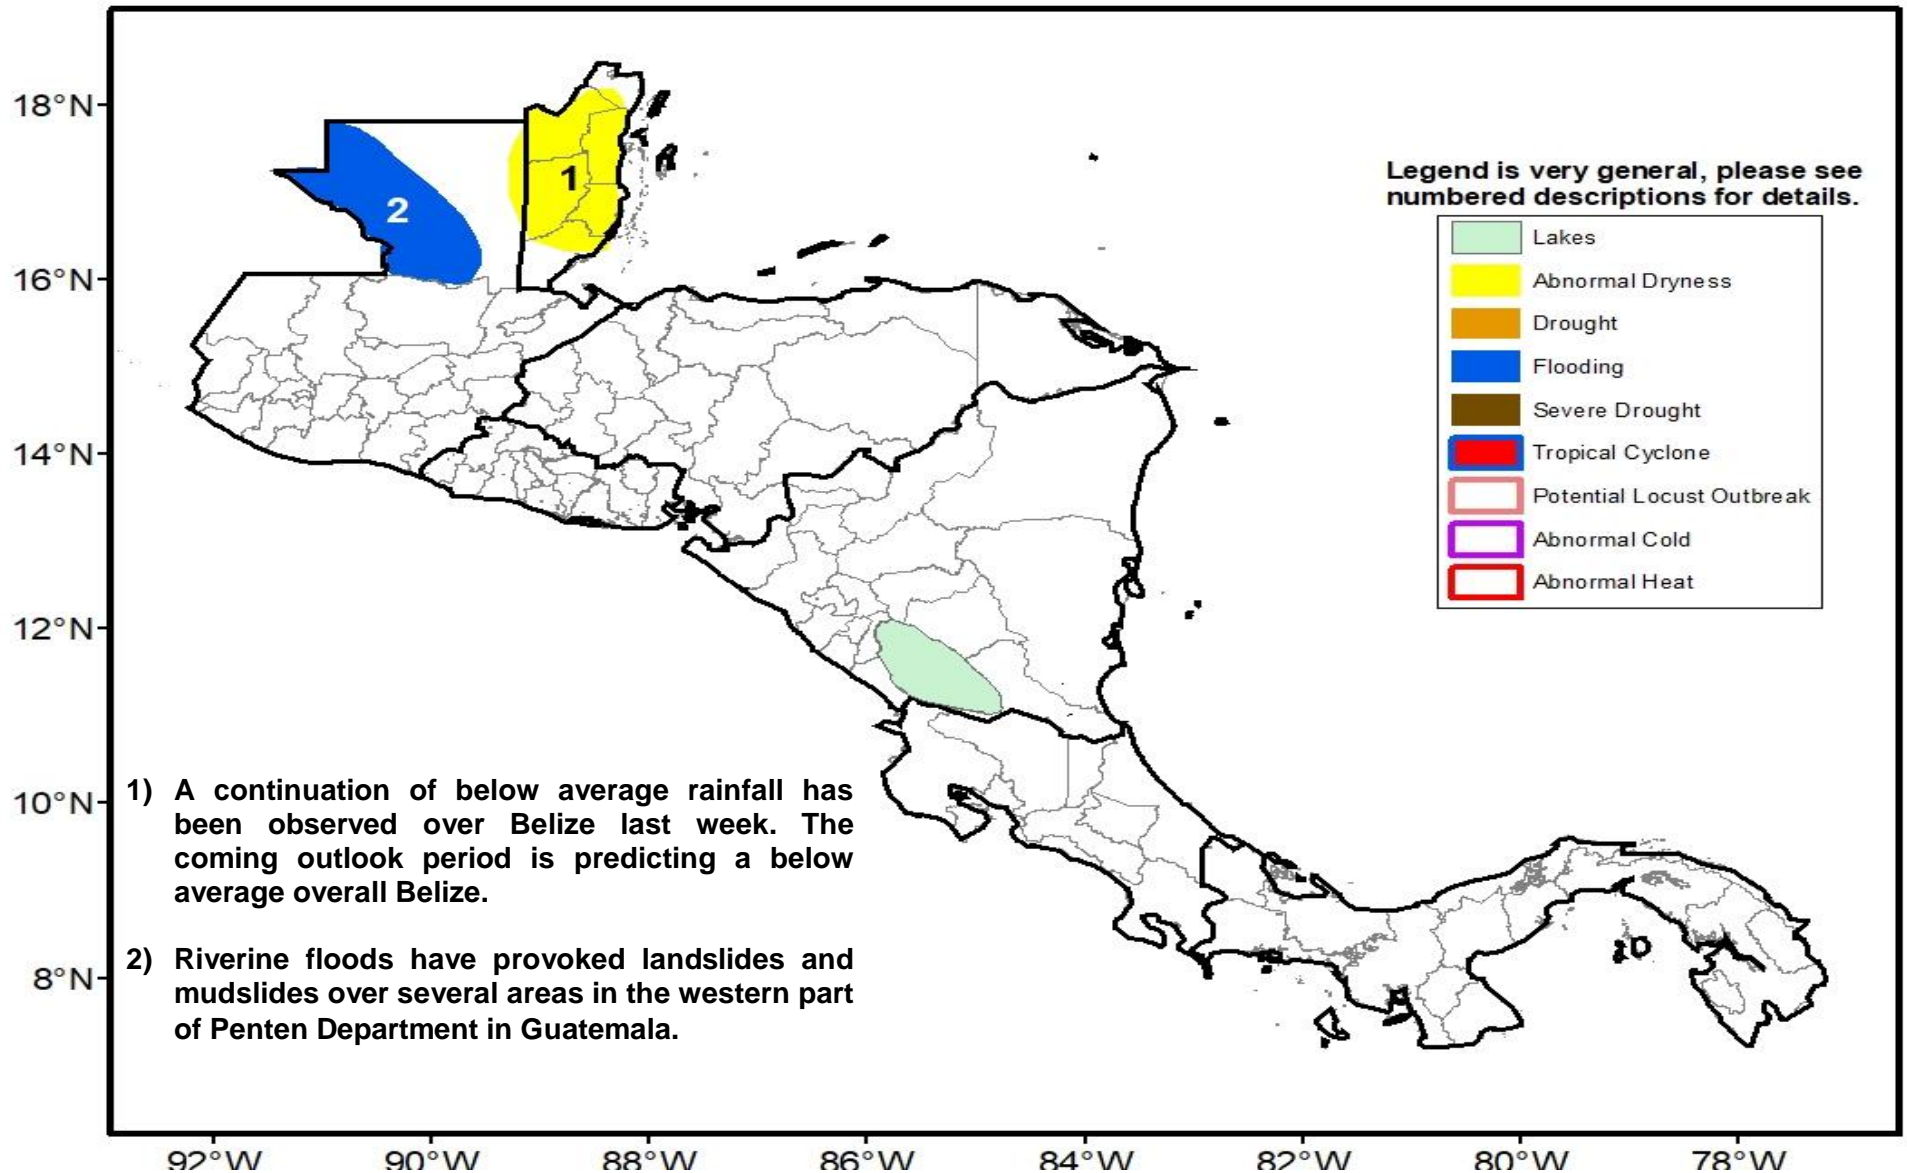 18°N
16°N
14°N
12°N
10°N
8°N
1
2
Legend is very general, please see
numbered descriptions for details.
Lakes
Abnormal Dryness
Drought
Flooding
Severe Drought
Tropical Cyclone
Potential Locust Outbreak
Abnormal Cold
Abnormal Heat
1) A continuation of below average rainfall has
been observed over Belize last week. The
coming outlook period is predicting a below
average overall Belize.
2) Riverine floods have provoked landslides and
mudslides over several areas in the western part
of Penten Department in Guatemala.
92°W 90°W 88°W 86°W 84°W 82°W 80°W 78°W